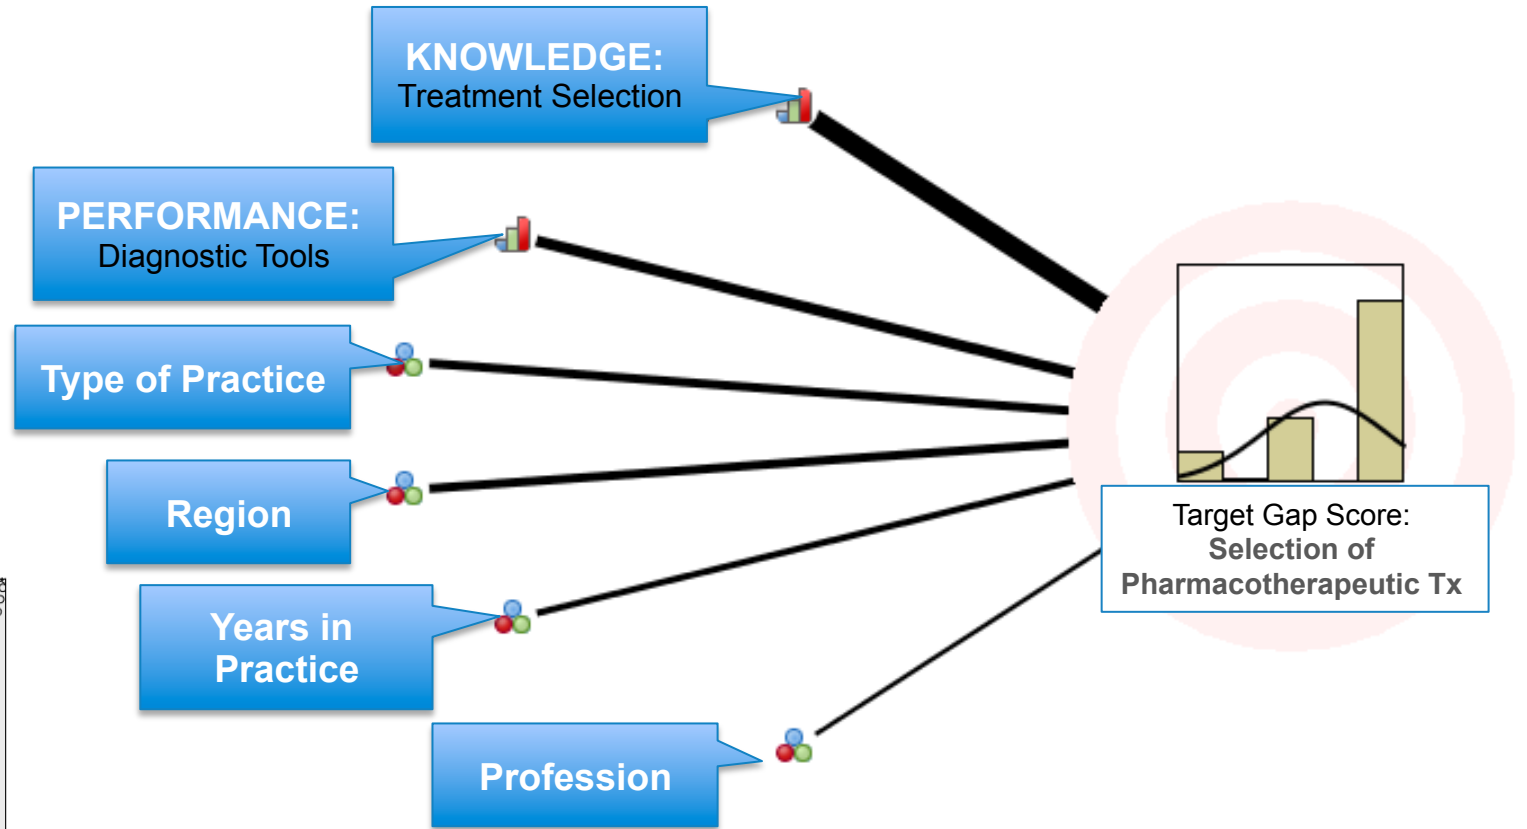 KNOWLEDGE:
Treatment Selection
PERFORMANCE:
Diagnostic Tools
Type of Practice
Region
Years in
Practice
Profession
Target Gap Score:
Selection of
Pharmacotherapeutic Tx